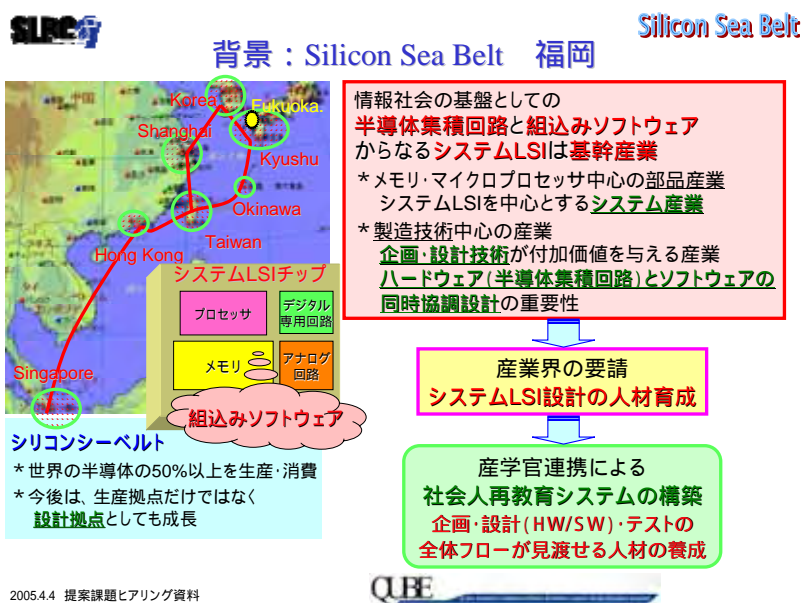 SLRC
Silicon Sea Belt
背景：Silicon Sea Belt　福岡
Korea
Fukuoka.
Shanghai
Kyushu
Okinawa
Taiwan
Hong Kong
Singapore
システムLSIチップ
プロセッサ
デジタル
専用回路
メモリ
アナログ
回路
組込みソフトウェア
シリコンシーベルト
＊世界の半導体の50%以上を生産・消費
＊今後は、生産拠点だけではなく
設計拠点としても成長
情報社会の基盤としての
半導体集積回路と組込みソフトウェア
からなるシステムLSIは基幹産業
＊メモリ・マイクロプロセッサ中心の部品産業
システムLSIを中心とするシステム産業
＊製造技術中心の産業
企画・設計技術が付加価値を与える産業
ハードウェア(半導体集積回路)とソフトウェアの
同時協調設計の重要性
産業界の要請
システムLSI設計の人材育成
産学官連携による
社会人再教育システムの構築
企画・設計(HW/SW)・テストの
全体フローが見渡せる人材の養成
2005.4.4 提案課題ヒアリング資料
QUBE